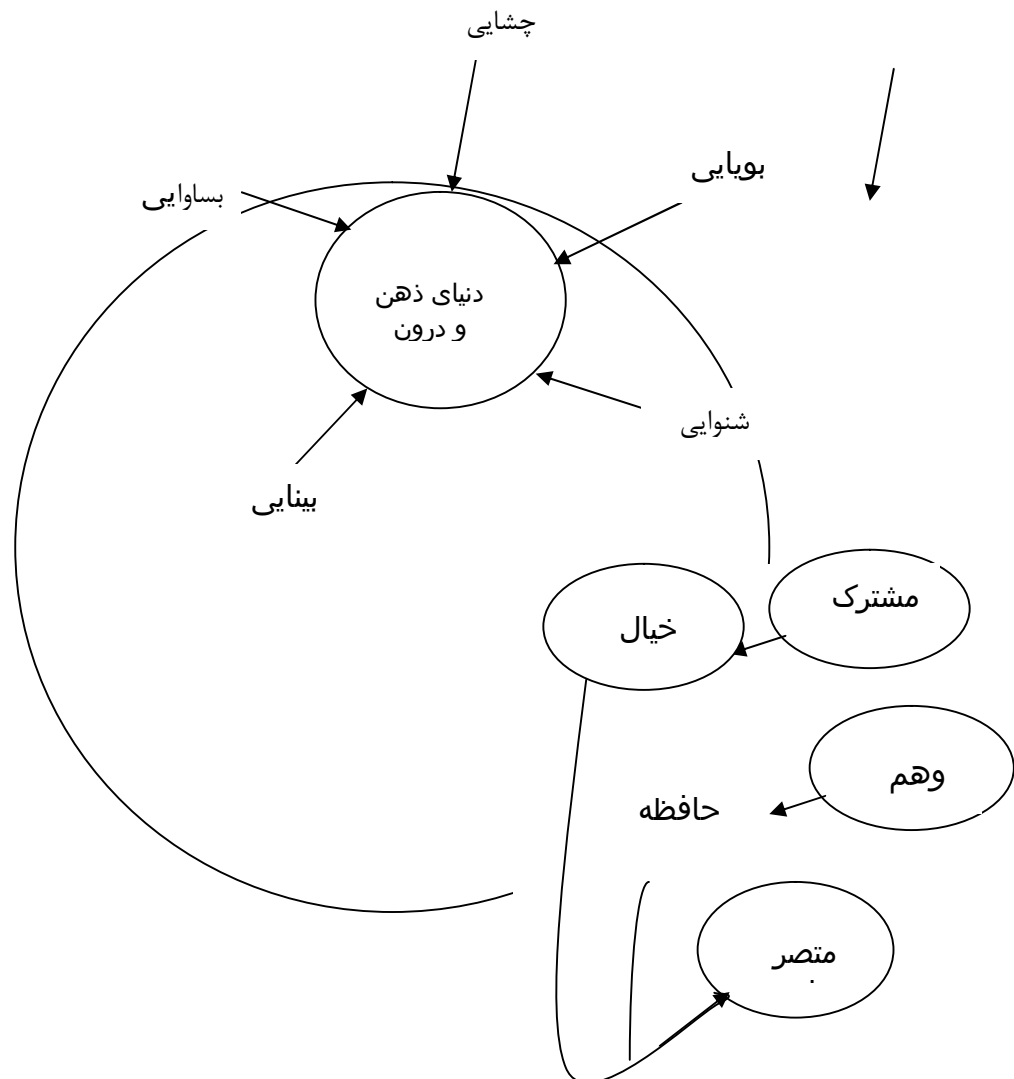 چشایی
بویایی
بساوایی
دنیای ذهن
و درون
شنوایی
بینایی
مشترک
خیال
وهم
حافظه
متصر